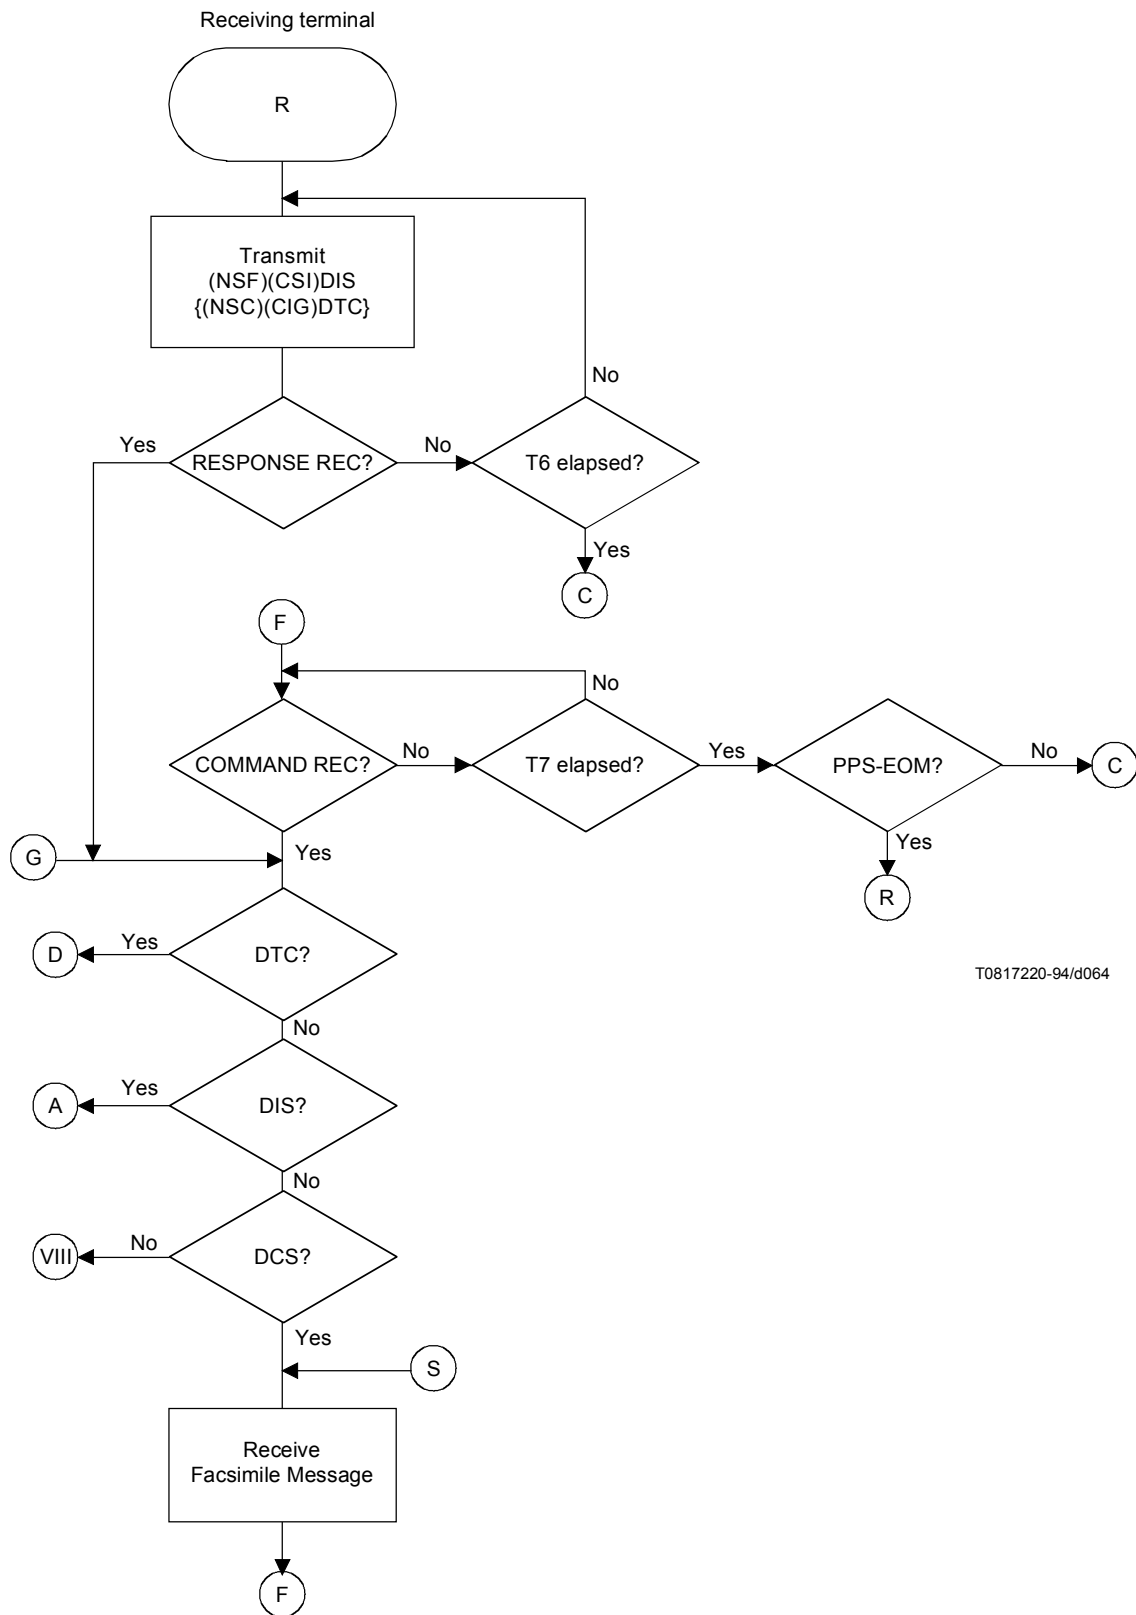 Receiving terminal
R
Transmit
(NSF)(CSI)DIS
{(NSC)(CIG)DTC}
No
Yes
RESPONSE REC?
No
T6 elapsed?
Yes
C
F
No
COMMAND REC?
No
T7 elapsed?
Yes
PPS-EOM?
No
C
G
Yes
Yes
R
D
Yes
DTC?
T0817220-94/d064
No
A
Yes
DIS?
No
VIII
No
DCS?
Yes
S
Receive
Facsimile Message
F